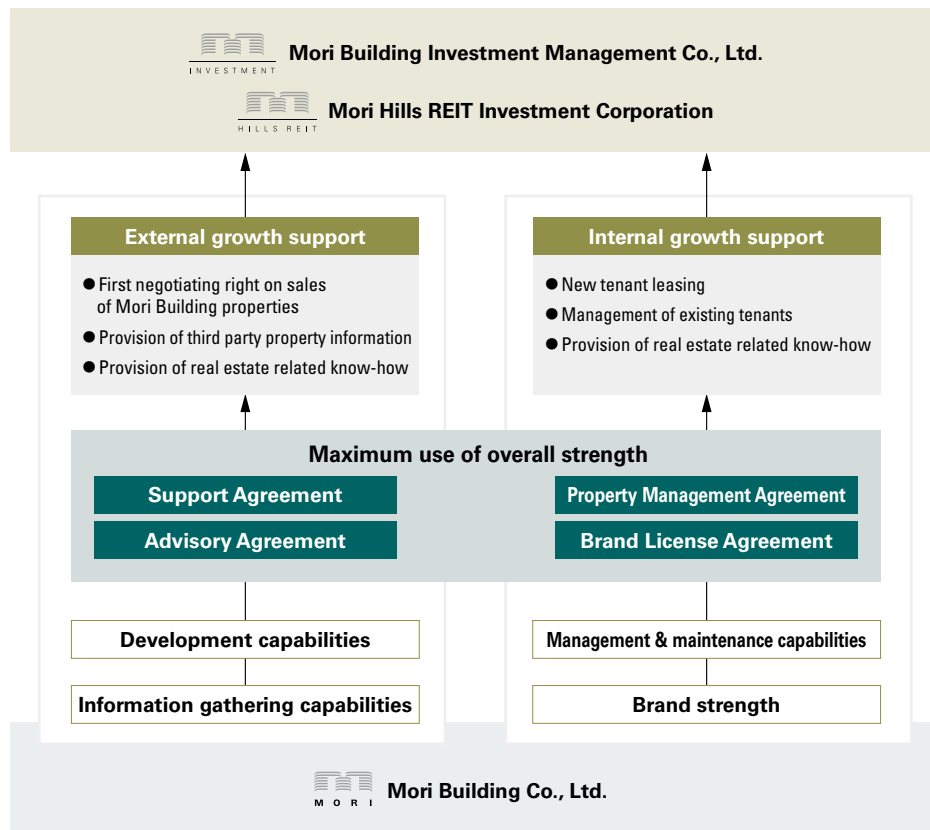 INVESTMENT
Mori Building Investment Management Co., Ltd.
HILLS REIT
Mori Hills REIT Investment Corporation
External growth support
● First negotiating right on sales
of Mori Building properties
● Provision of third party property information
● Provision of real estate related know-how
Internal growth support
● New tenant leasing
● Management of existing tenants
● Provision of real estate related know-how
Maximum use of overall strength
Support Agreement
Advisory Agreement
Property Management Agreement
Brand License Agreement
Development capabilities
Information gathering capabilities
Management & maintenance capabilities
Brand strength
MORI
Mori Building Co., Ltd.